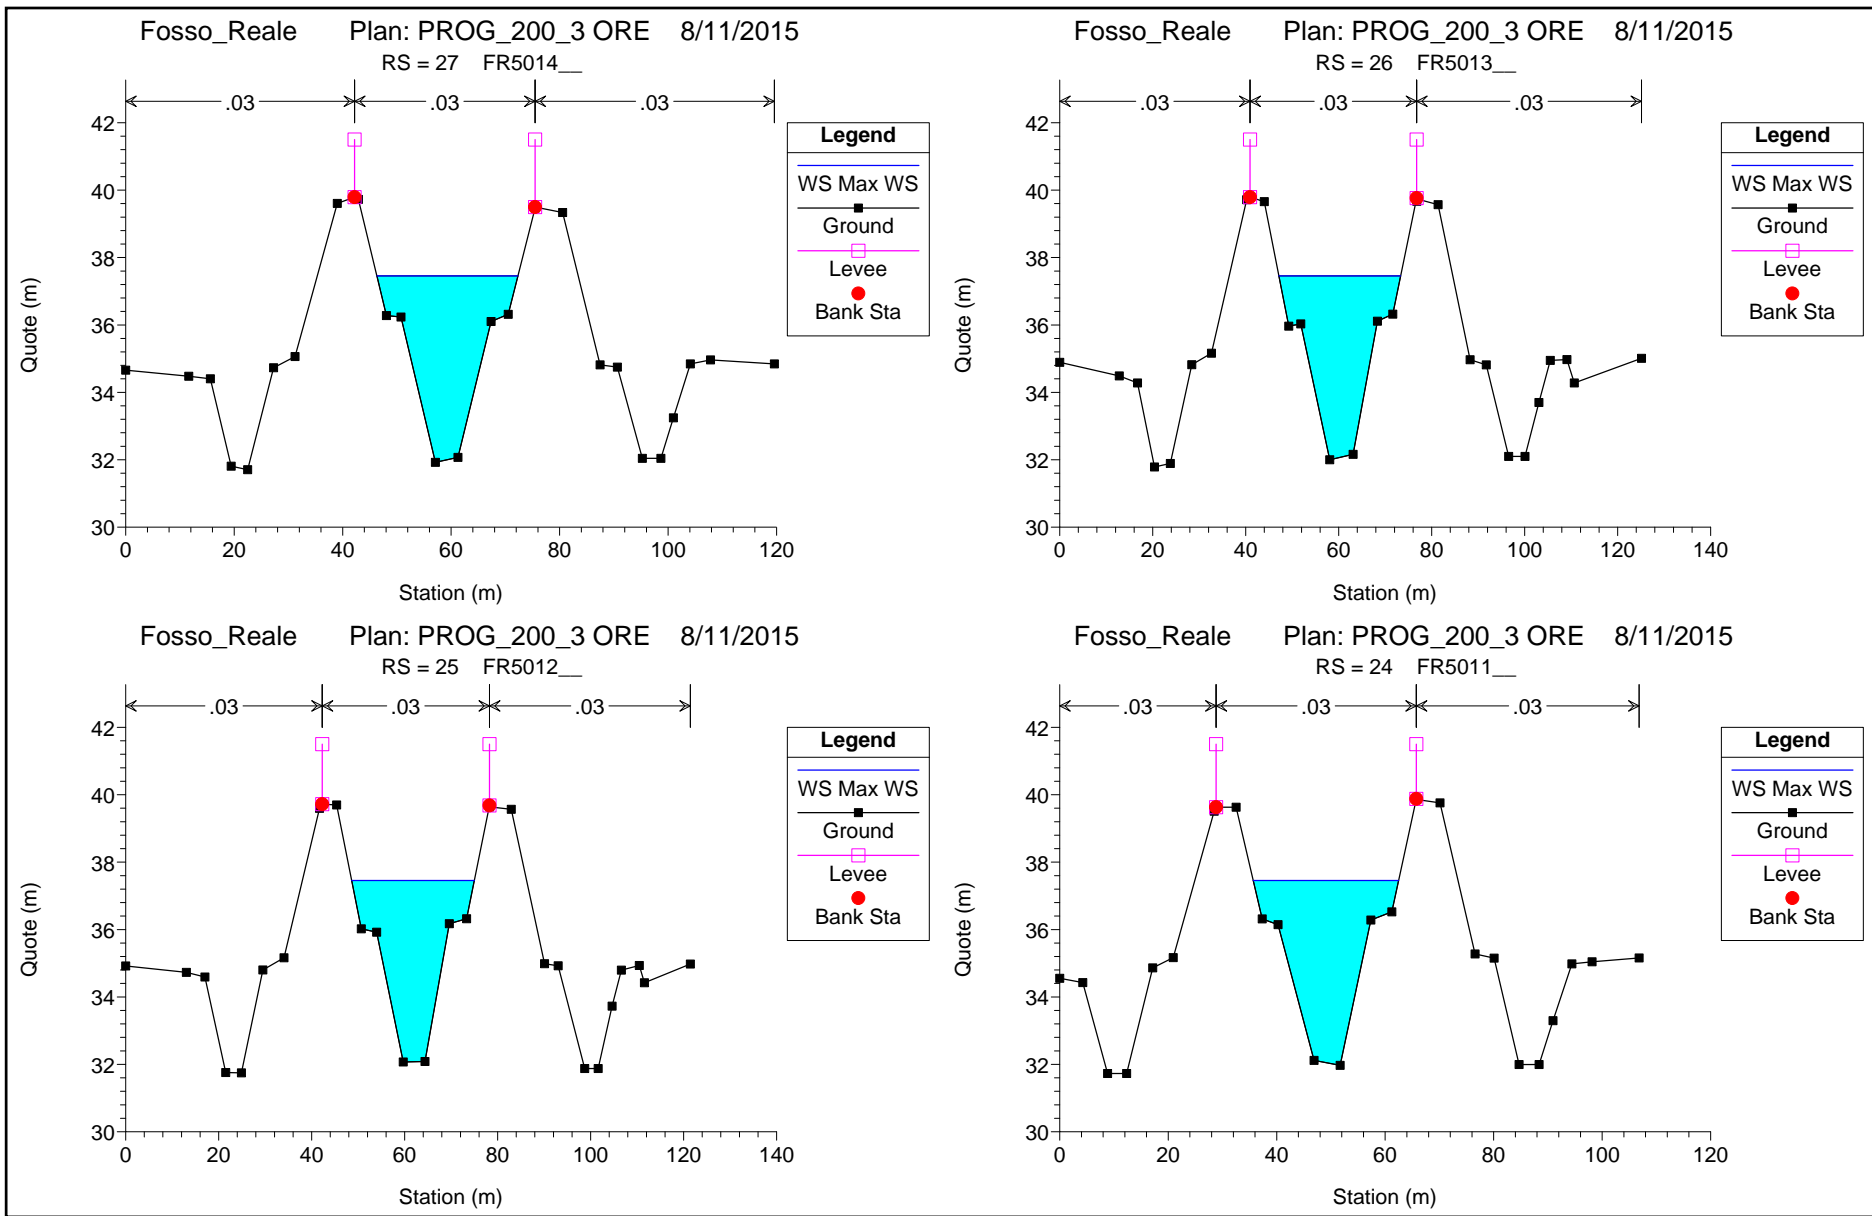 Fosso_Reale Plan: PROG_200_3 ORE 8/11/2015
RS = 27 FR5014__
.03 .03 .03
42
40
38
36
34
32
30
Quote (m)
0 20 40 60 80 100 120
Station (m)
Legend
WS Max WS
Ground
Levee
Bank Sta
Fosso_Reale Plan: PROG_200_3 ORE 8/11/2015
RS = 26 FR5013__
.03 .03 .03
42
40
38
36
34
32
30
Quote (m)
0 20 40 60 80 100 120 140
Station (m)
Legend
WS Max WS
Ground
Levee
Bank Sta
Fosso_Reale Plan: PROG_200_3 ORE 8/11/2015
RS = 25 FR5012__
.03 .03 .03
42
40
38
36
34
32
30
Quote (m)
0 20 40 60 80 100 120 140
Station (m)
Legend
WS Max WS
Ground
Levee
Bank Sta
Fosso_Reale Plan: PROG_200_3 ORE 8/11/2015
RS = 24 FR5011__
.03 .03 .03
42
40
38
36
34
32
30
Quote (m)
0 20 40 60 80 100 120
Station (m)
Legend
WS Max WS
Ground
Levee
Bank Sta